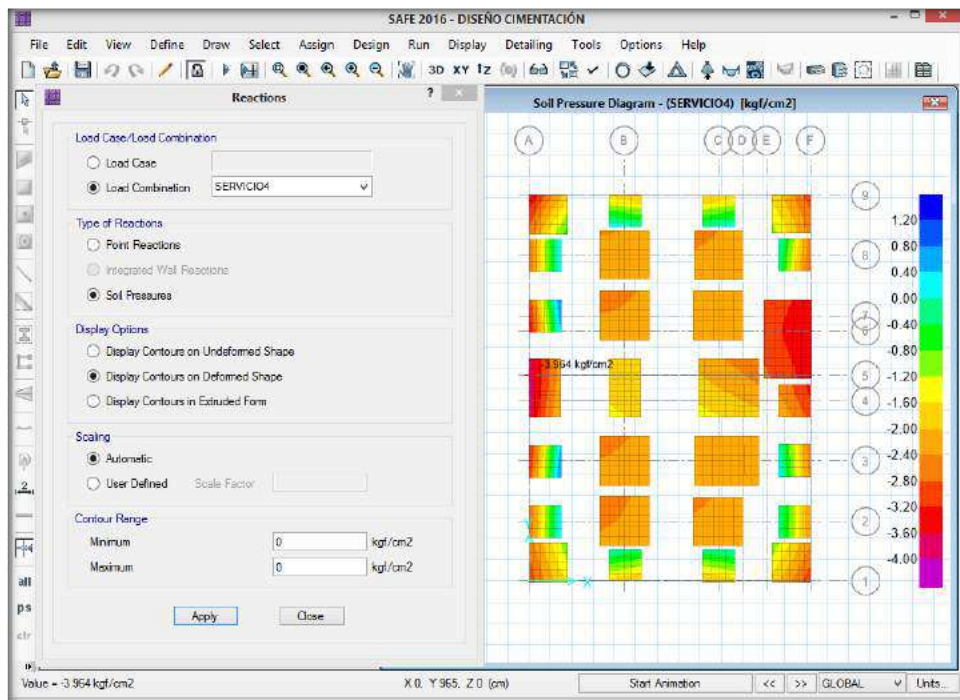 SAFE 2016 - DISEÑO CIMENTACIÓN
File Edit View Define Draw Select Assign Design Run Display Detailing Tools Options Help
3D XY 1Z
Reactions
?
Load Case/Load Combination
Load Case
Load Combination SERVICIO4
Type of Reactions
Point Reactions
Integrated Wall Reactions
Soil Pressures
Display Options
Display Contours on Undeformed Shape
Display Contours on Deformed Shape
Display Contours in Extruded Form
Scaling
Automatic
User Defined Scale Factor
Contour Range
Minimum 0 kgf/cm2
Maximum 0 kgf/cm2
Apply Close
all
ps
clr
Soil Pressure Diagram - (SERVICIO4) [kgf/cm2]
A B C D E F
9
8
7
6
5
4
3
2
1
-3.964 kgf/cm2
Y
X
1.20
0.80
0.40
0.00
-0.40
-0.80
-1.20
-1.60
-2.00
-2.40
-2.80
-3.20
-3.60
-4.00
Value = -3.964 kgf/cm2 X 0, Y 965, Z 0 (cm) Start Animation << >> GLOBAL Units...